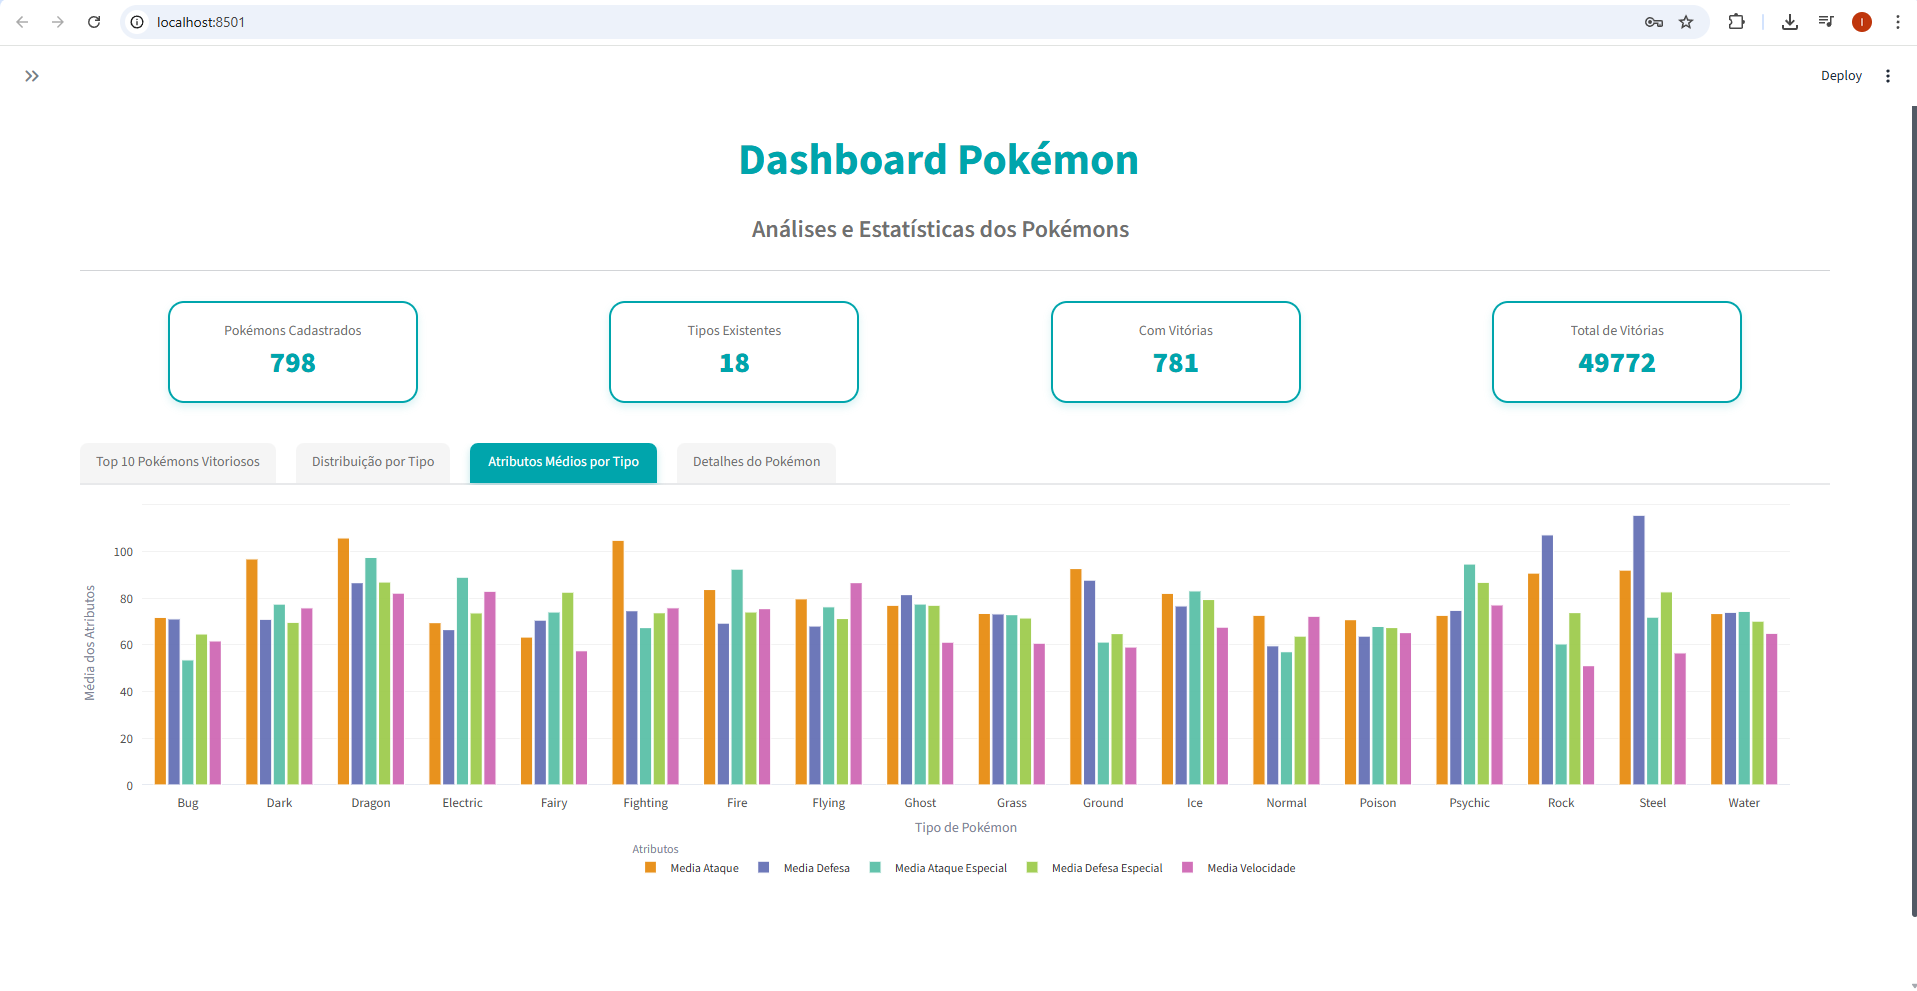 localhost:8501
I
Deploy
Dashboard Pokémon
Análises e Estatísticas dos Pokémons
Pokémons Cadastrados
798
Tipos Existentes
18
Com Vitórias
781
Total de Vitórias
49772
Top 10 Pokémons Vitoriosos Distribuição por Tipo Atributos Médios por Tipo Detalhes do Pokémon
Média dos Atributos
100
80
60
40
20
0
Bug Dark Dragon Electric Fairy Fighting Fire Flying Ghost Grass Ground Ice Normal Poison Psychic Rock Steel Water
Tipo de Pokémon
Atributos
Media Ataque Media Defesa Media Ataque Especial Media Defesa Especial Media Velocidade